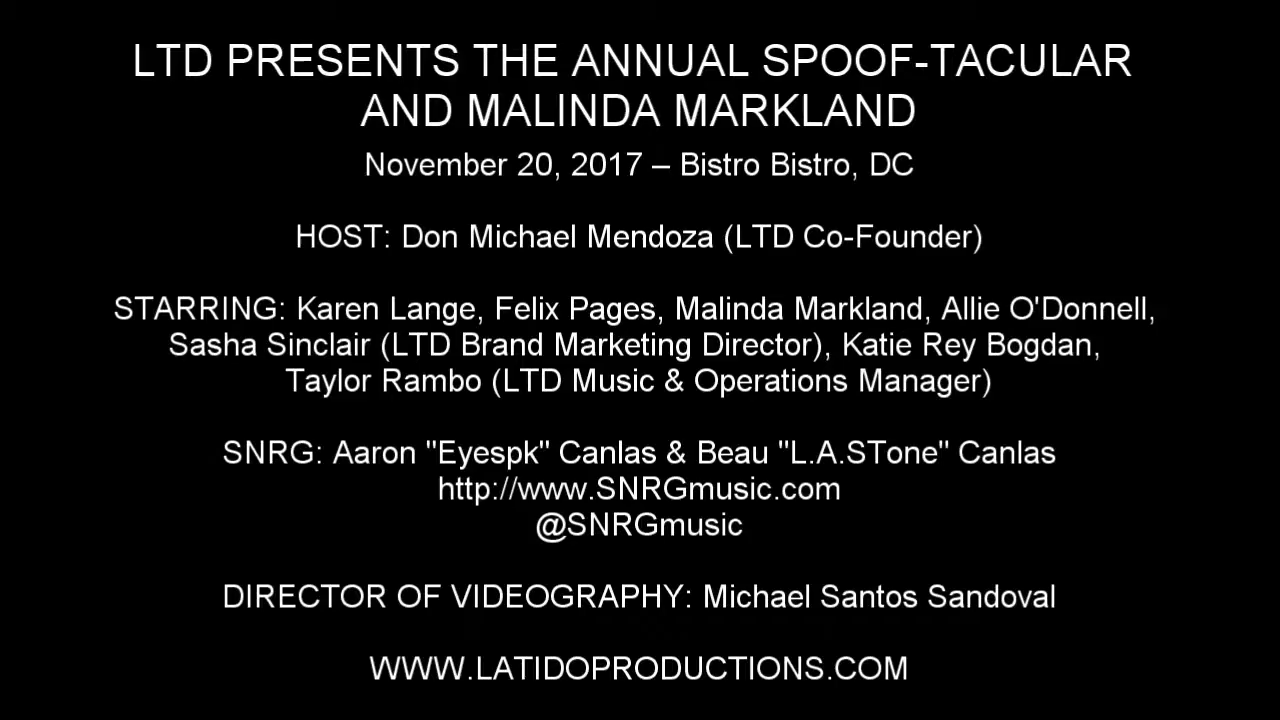 LTD PRESENTS THE ANNUAL SPOOF-TACULAR
AND MALINDA MARKLAND
November 20, 2017 – Bistro Bistro, DC
HOST: Don Michael Mendoza (LTD Co-Founder)
STARRING: Karen Lange, Felix Pages, Malinda Markland, Allie O'Donnell,
Sasha Sinclair (LTD Brand Marketing Director), Katie Rey Bogdan,
Taylor Rambo (LTD Music & Operations Manager)
SNRG: Aaron "Eyespk" Canlas & Beau "L.A.STone" Canlas
http://www.SNRGmusic.com
@SNRGmusic
DIRECTOR OF VIDEOGRAPHY: Michael Santos Sandoval
WWW.LATIDOPRODUCTIONS.COM